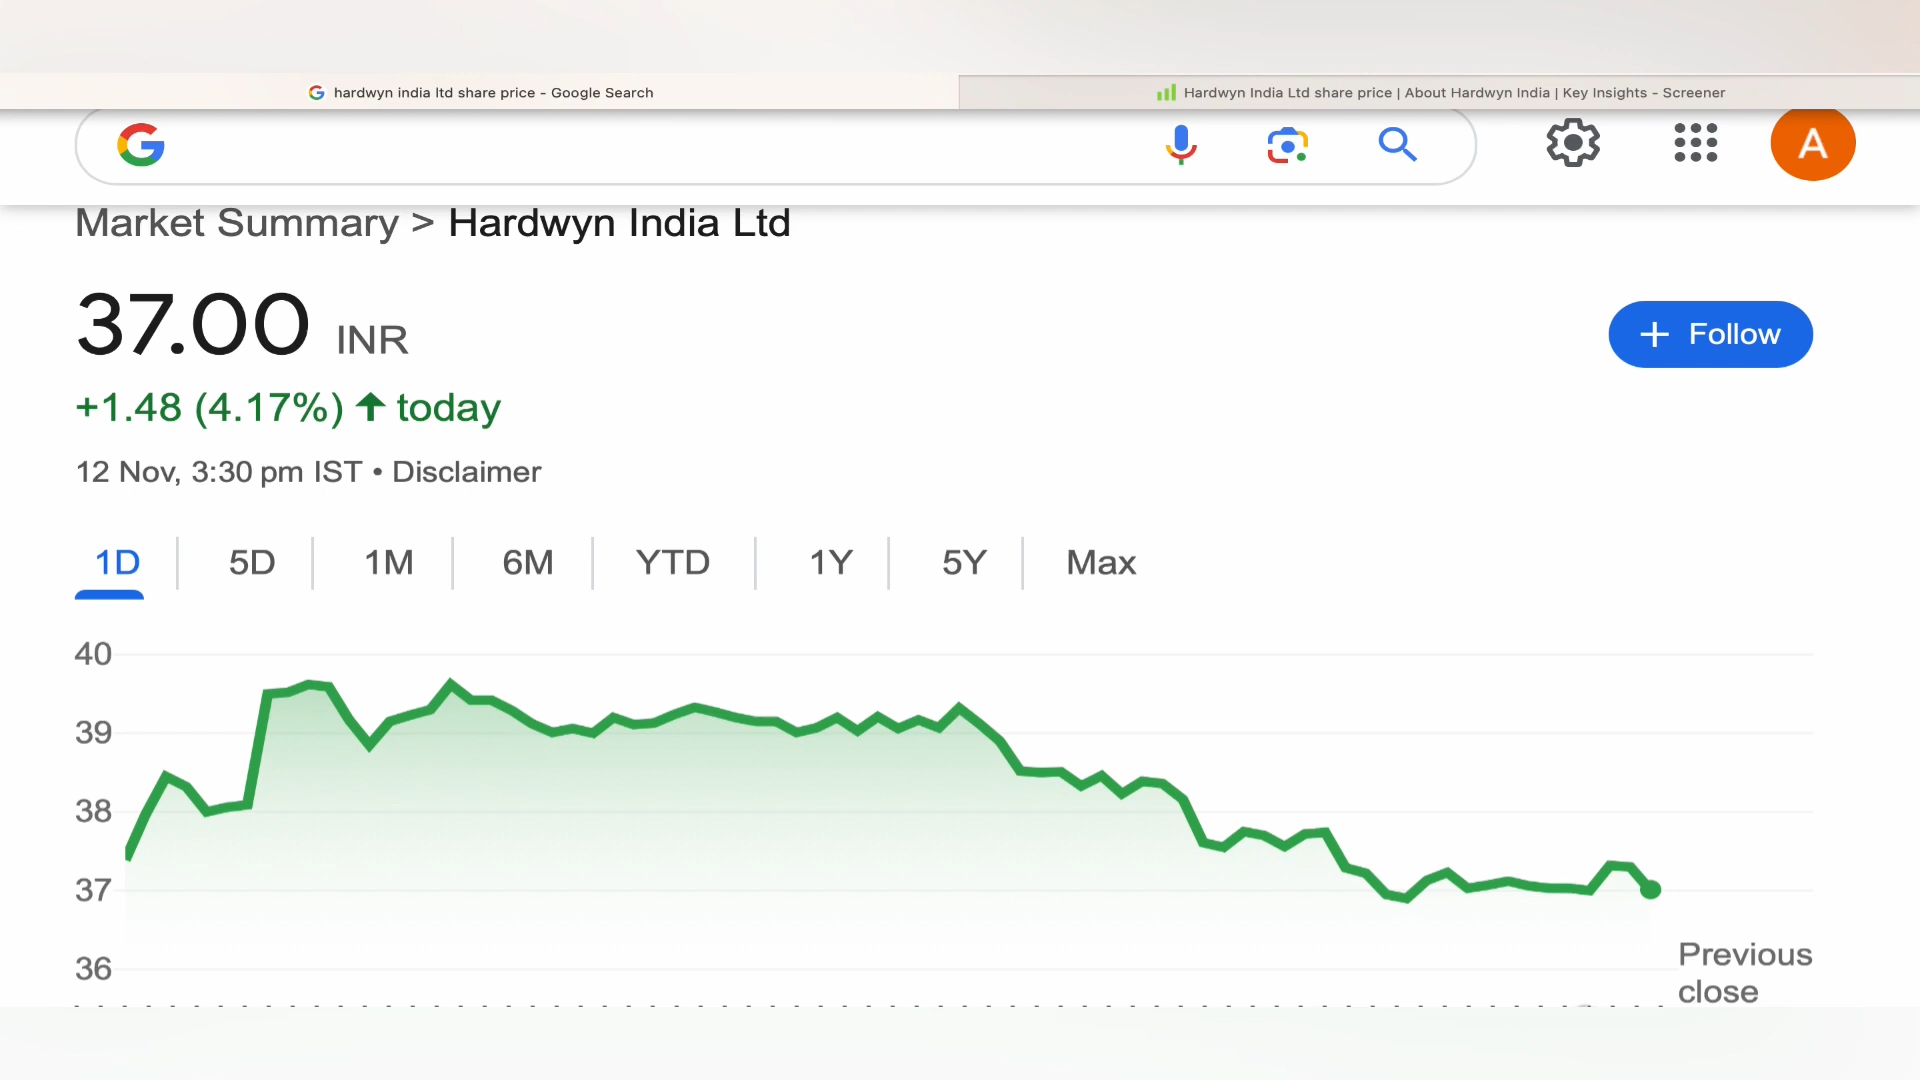 hardwyn india ltd share price - Google Search
Hardwyn India Ltd share price | About Hardwyn India | Key Insights - Screener
A
Market Summary > Hardwyn India Ltd
37.00 INR
+ Follow
+1.48 (4.17%) ↑ today
12 Nov, 3:30 pm IST • Disclaimer
1D 5D 1M 6M YTD 1Y 5Y Max
40
39
38
37
36
Previous
close